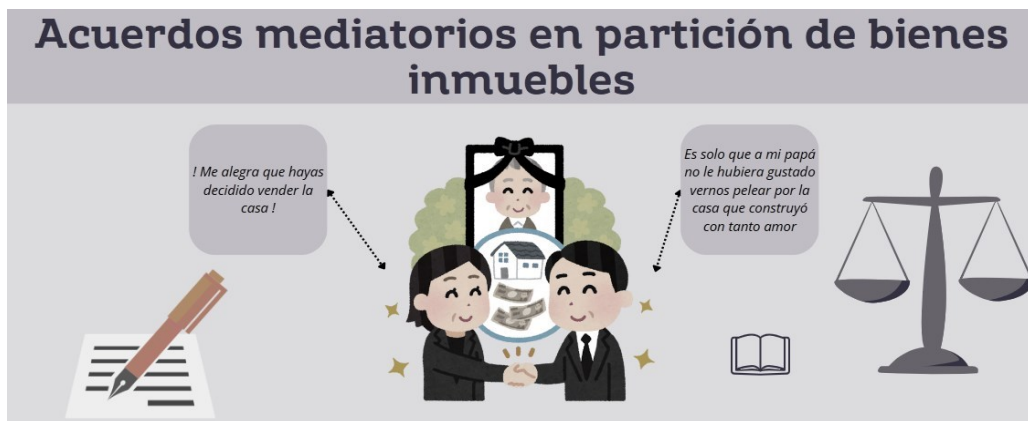 Acuerdos mediatorios en partición de bienes
inmuebles
! Me alegra que hayas
decidido vender la
casa !
Es solo que a mi papá
no le hubiera gustado
vernos pelear por la
casa que construyó
con tanto amor